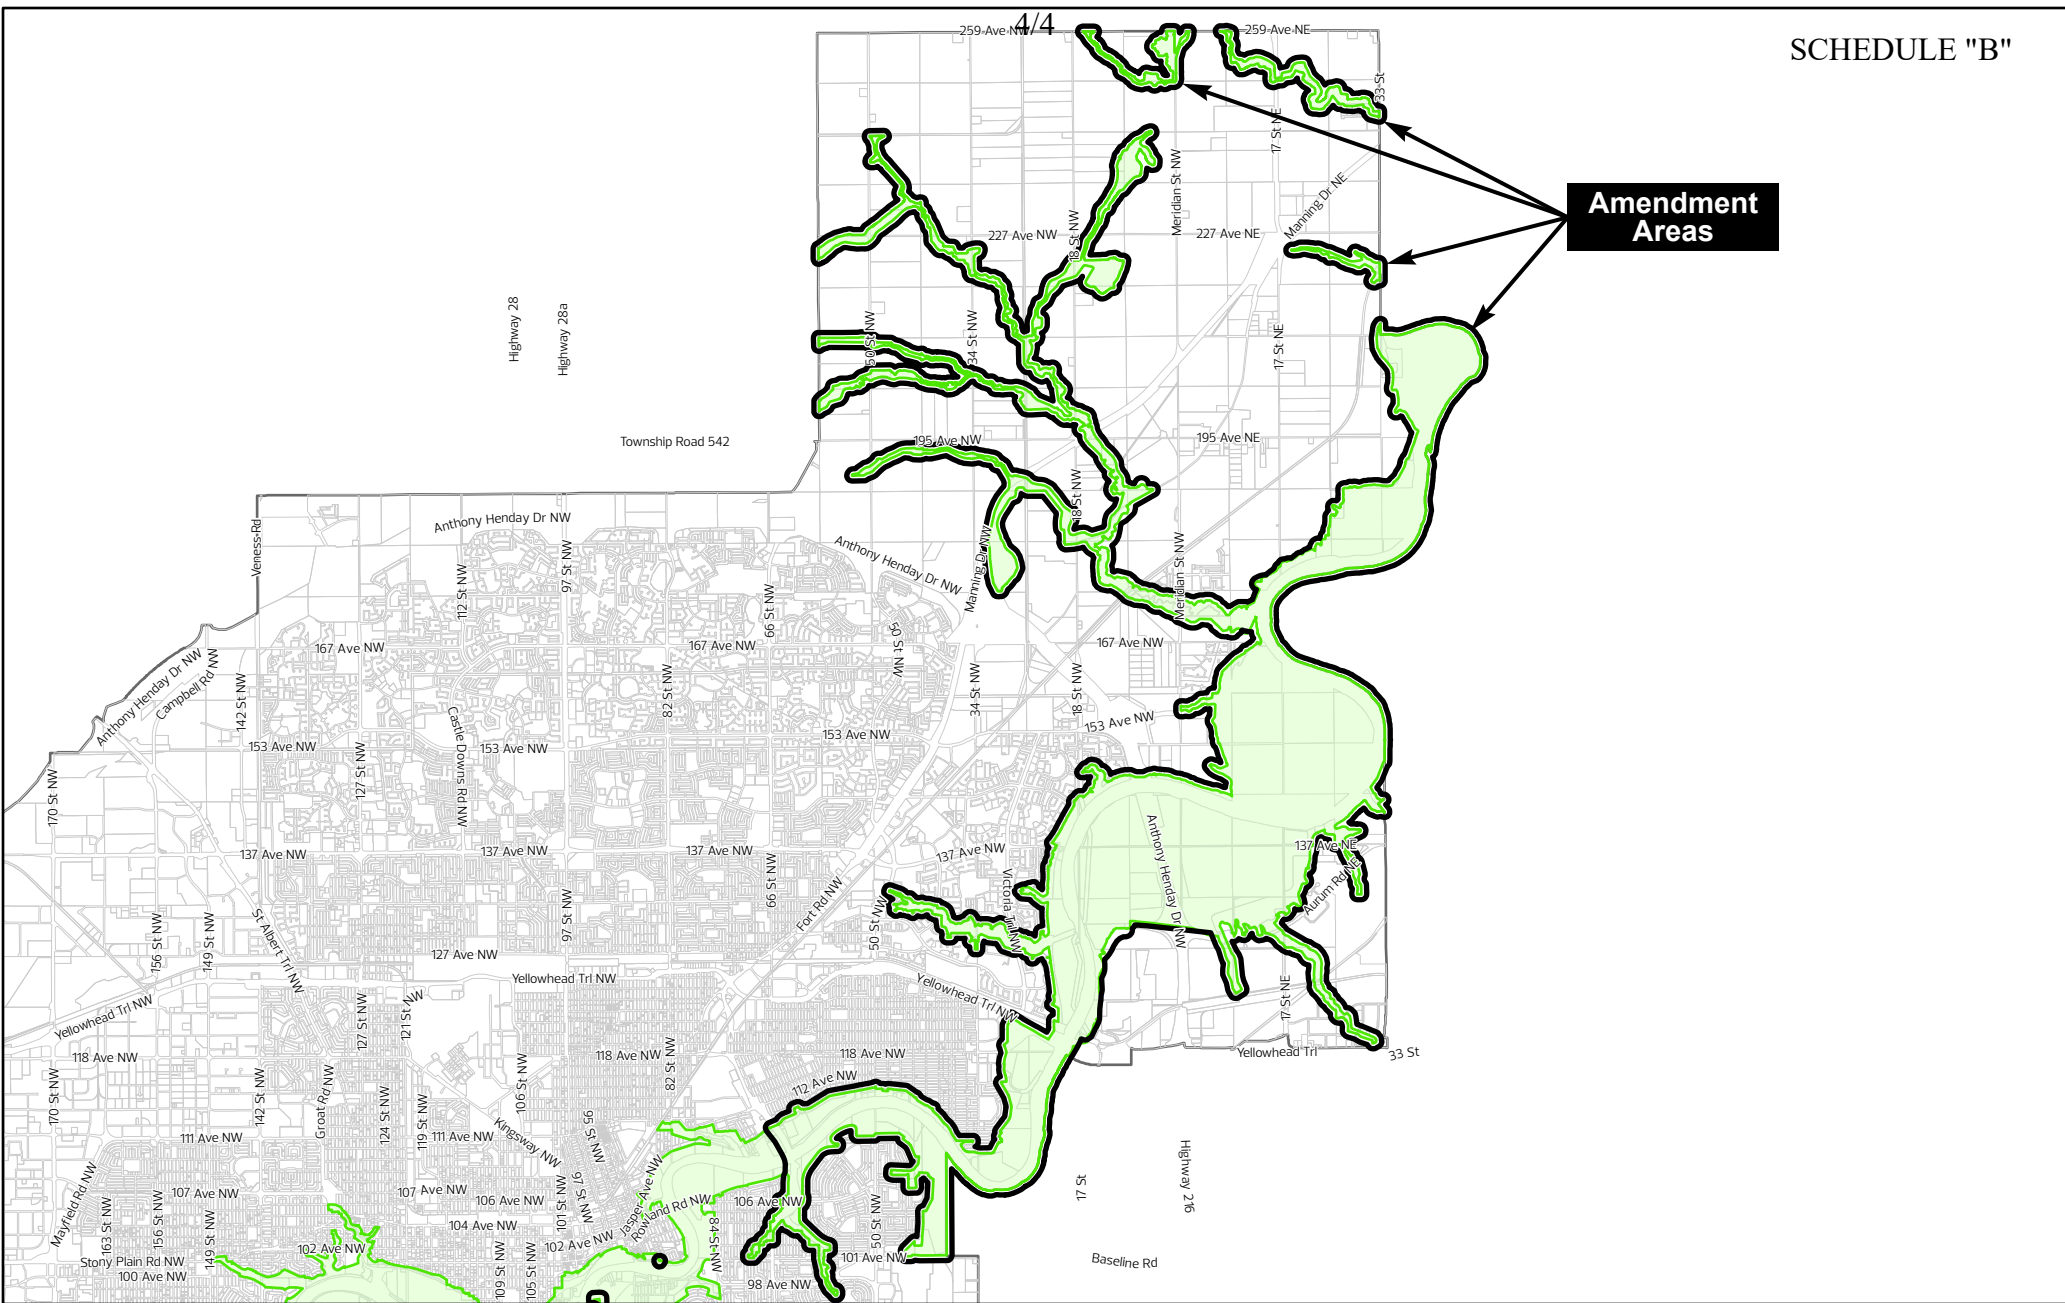 4/4
SCHEDULE "B"
259 Ave NW
259 Ave NE
33 St
17 St NE
Meridian St NW
Manning Dr NE
Amendment
Areas
18 St NW
227 Ave NW
227 Ave NE
Highway 28
Highway 28a
50 St NW
34 St NW
17 St NE
Township Road 542
195 Ave NW
195 Ave NE
18 St NW
Anthony Henday Dr NW
Veness Rd
97 St NW
Anthony Henday Dr NW
Manning Dr NW
Meridian St NW
112 St NW
66 St NW
50 St NW
167 Ave NW
167 Ave NW
167 Ave NW
Anthony Henday Dr NW
Campbell Rd NW
142 St NW
82 St NW
34 St NW
18 St NW
Castle Downs Rd NW
153 Ave NW
153 Ave NW
153 Ave NW
153 Ave NW
127 St NW
170 St NW
137 Ave NW
137 Ave NW
137 Ave NW
137 Ave NW
137 Ave NE
Anthony Henday Dr NW
66 St NW
Fort Rd NW
Victoria Trl NW
Aurum Rd NE
156 St NW
149 St NW
St Albert Trl NW
97 St NW
50 St NW
127 Ave NW
Yellowhead Trl NW
Yellowhead Trl NW
Yellowhead Trl NW
127 St NW
121 St NW
17 St NE
118 Ave NW
118 Ave NW
118 Ave NW
82 St NW
Yellowhead Trl
33 St
170 St NW
142 St NW
Groat Rd NW
124 St NW
119 St NW
106 St NW
112 Ave NW
95 St NW
111 Ave NW
111 Ave NW
Kingsway NW
Mayfield Rd NW
163 St NW
156 St NW
149 St NW
107 Ave NW
107 Ave NW
106 Ave NW
101 St NW
97 St NW
Jasper Ave NW
Rowland Rd NW
84 St NW
106 Ave NW
50 St NW
17 St
Highway 216
104 Ave NW
102 Ave NW
102 Ave NW
Stony Plain Rd NW
100 Ave NW
109 St NW
105 St NW
101 Ave NW
98 Ave NW
Baseline Rd